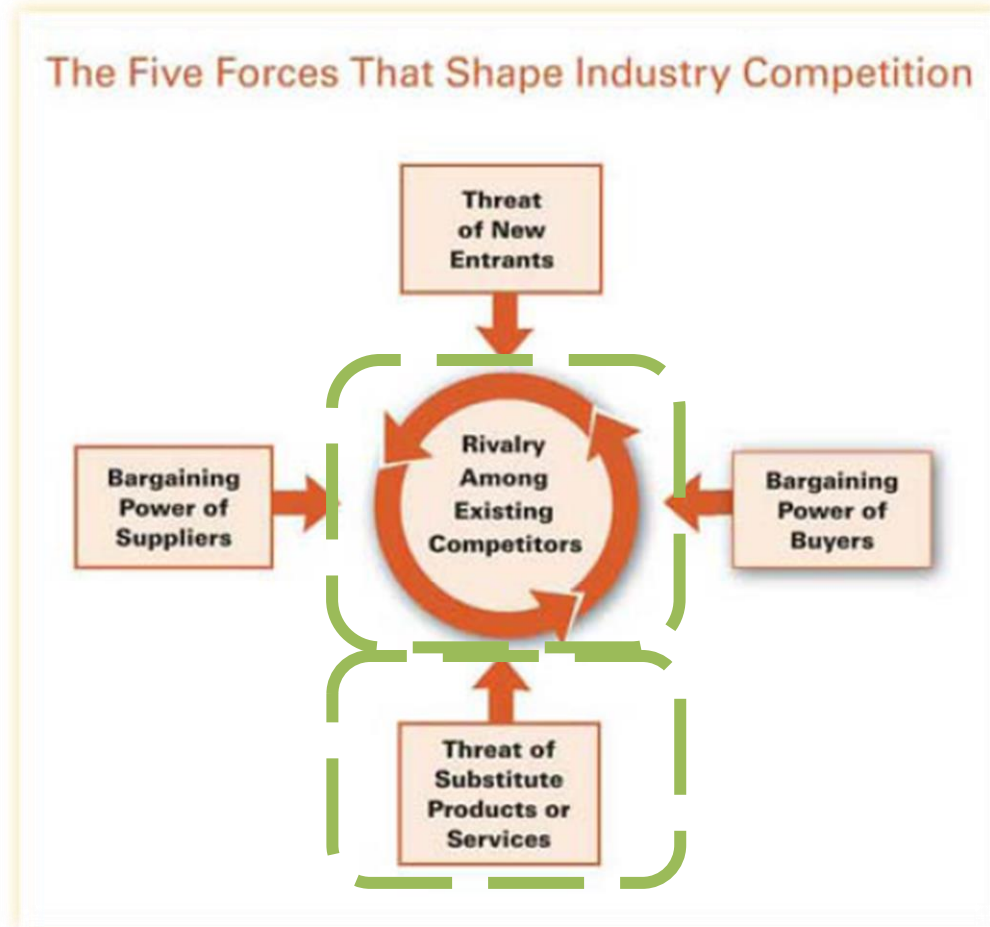 The Five Forces That Shape Industry Competition
Threat
of New
Entrants
Rivalry
Among
Existing
Competitors
Bargaining
Power of
Suppliers
Bargaining
Power of
Buyers
Threat of
Substitute
Products or
Services